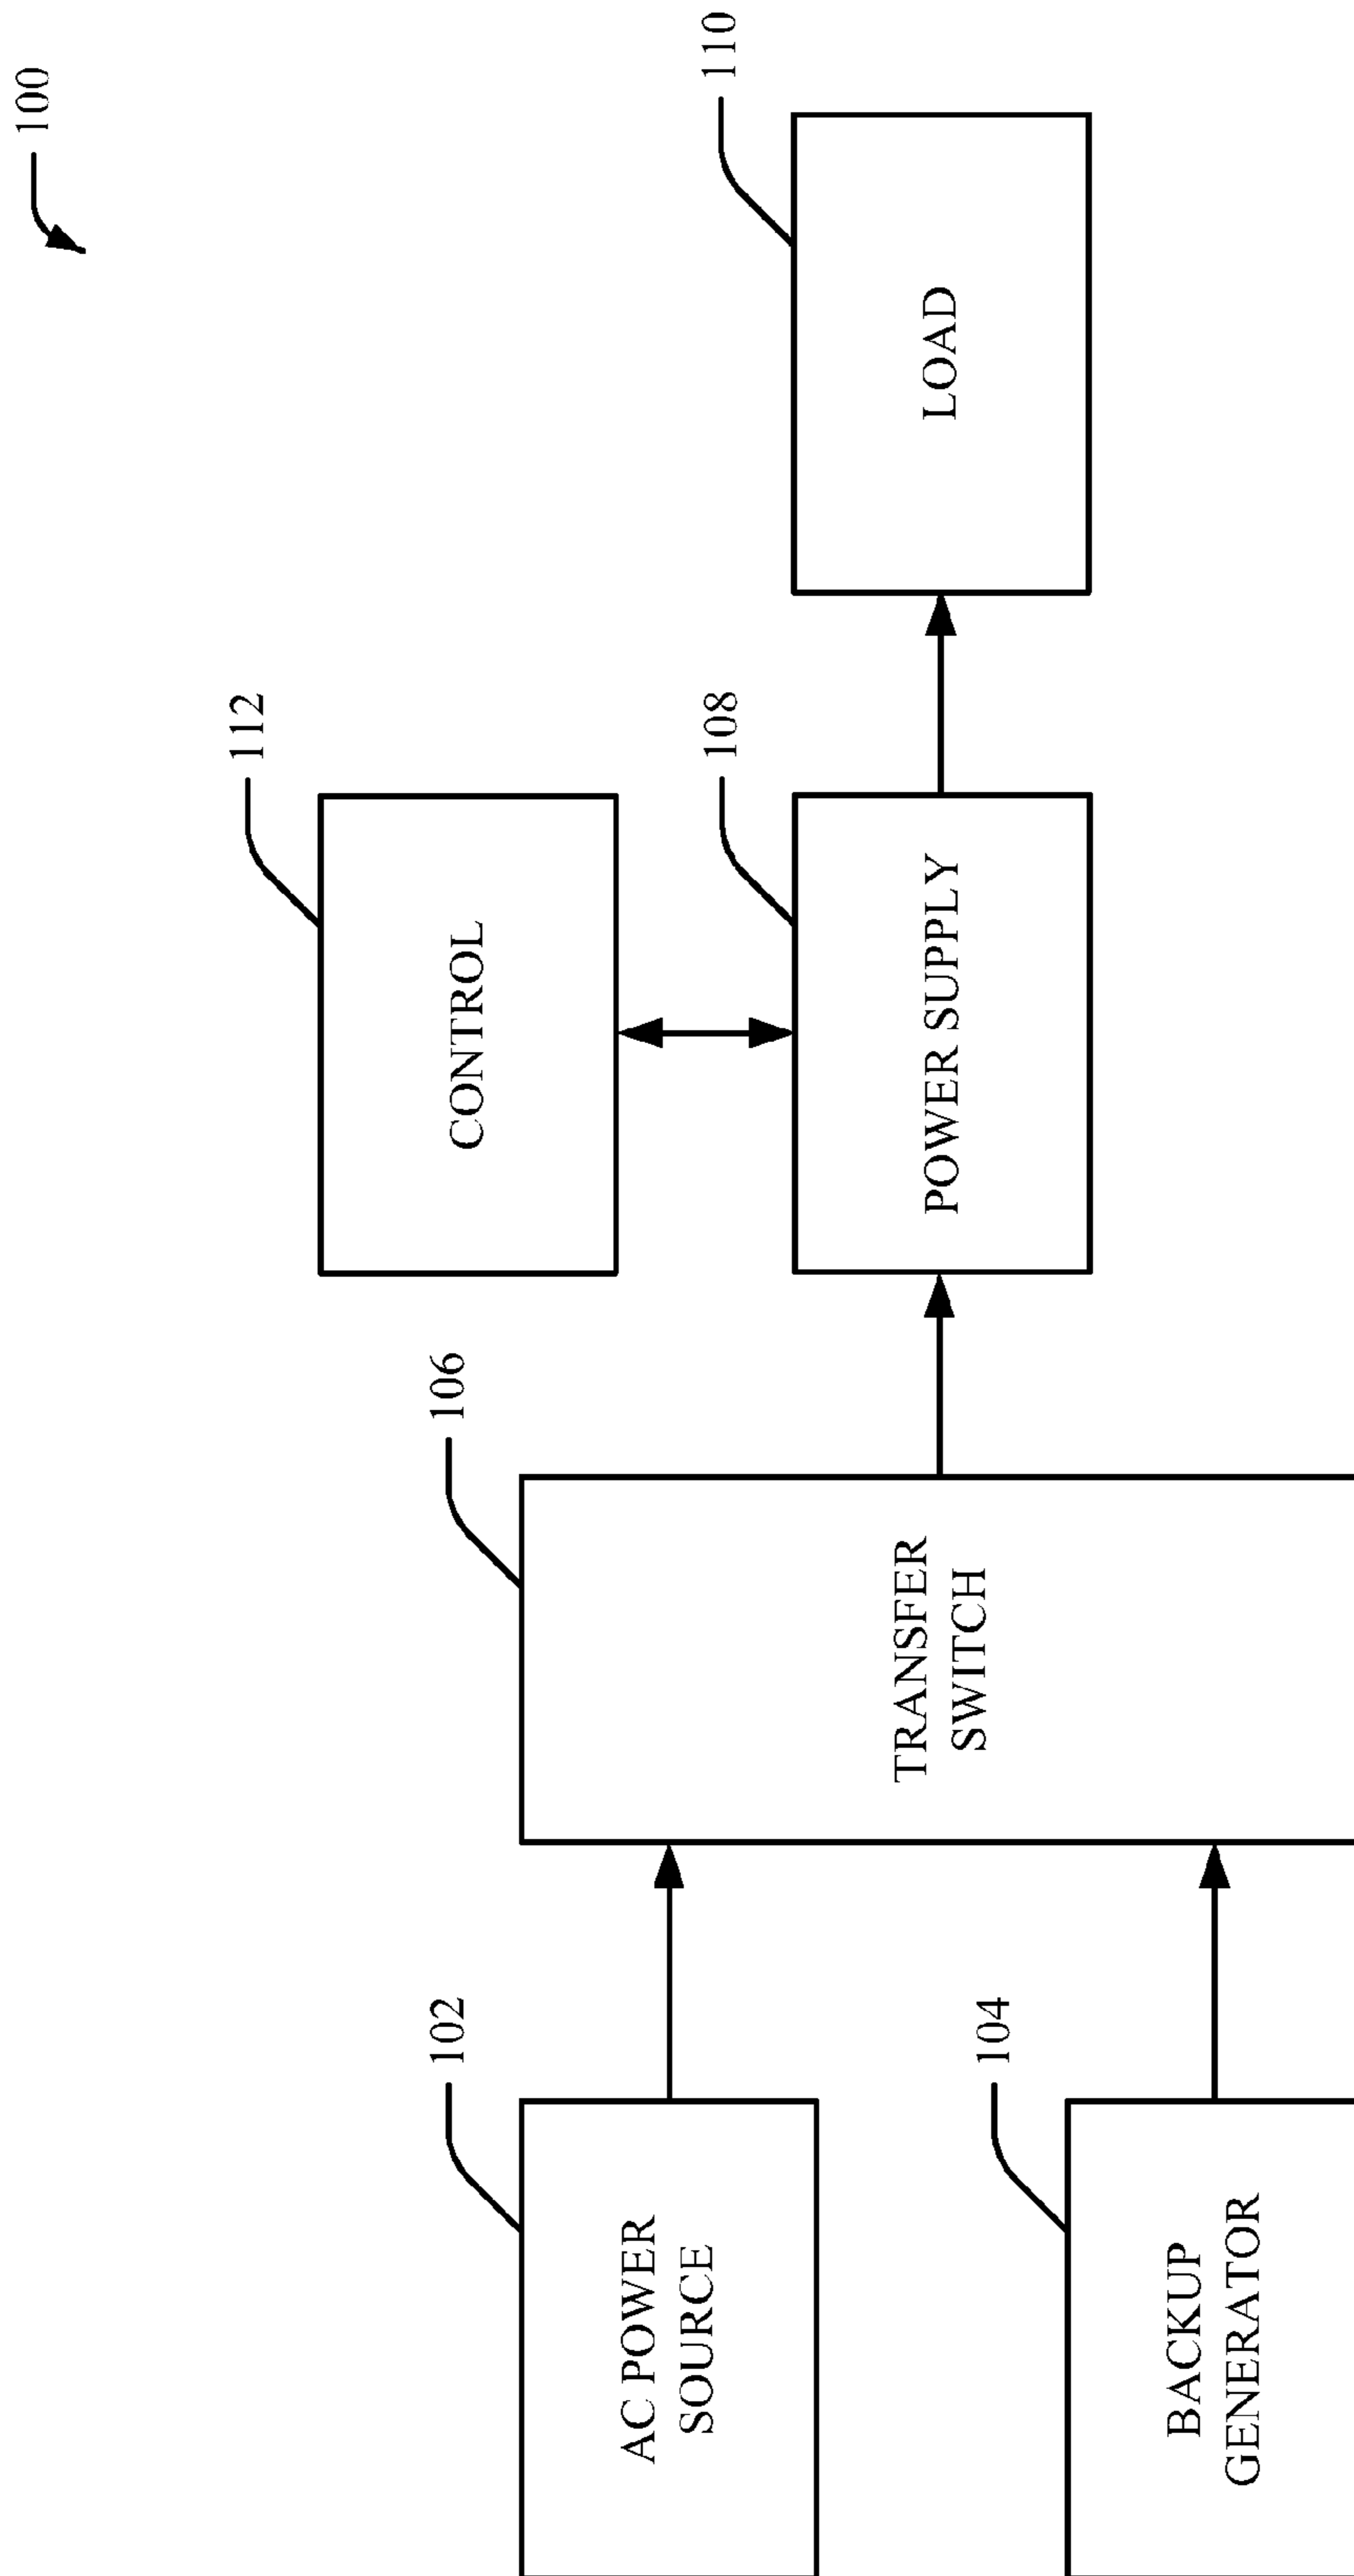 100
112
CONTROL
110
LOAD
108
POWER SUPPLY
106
TRANSFER
SWITCH
102
AC POWER
SOURCE
104
BACKUP
GENERATOR